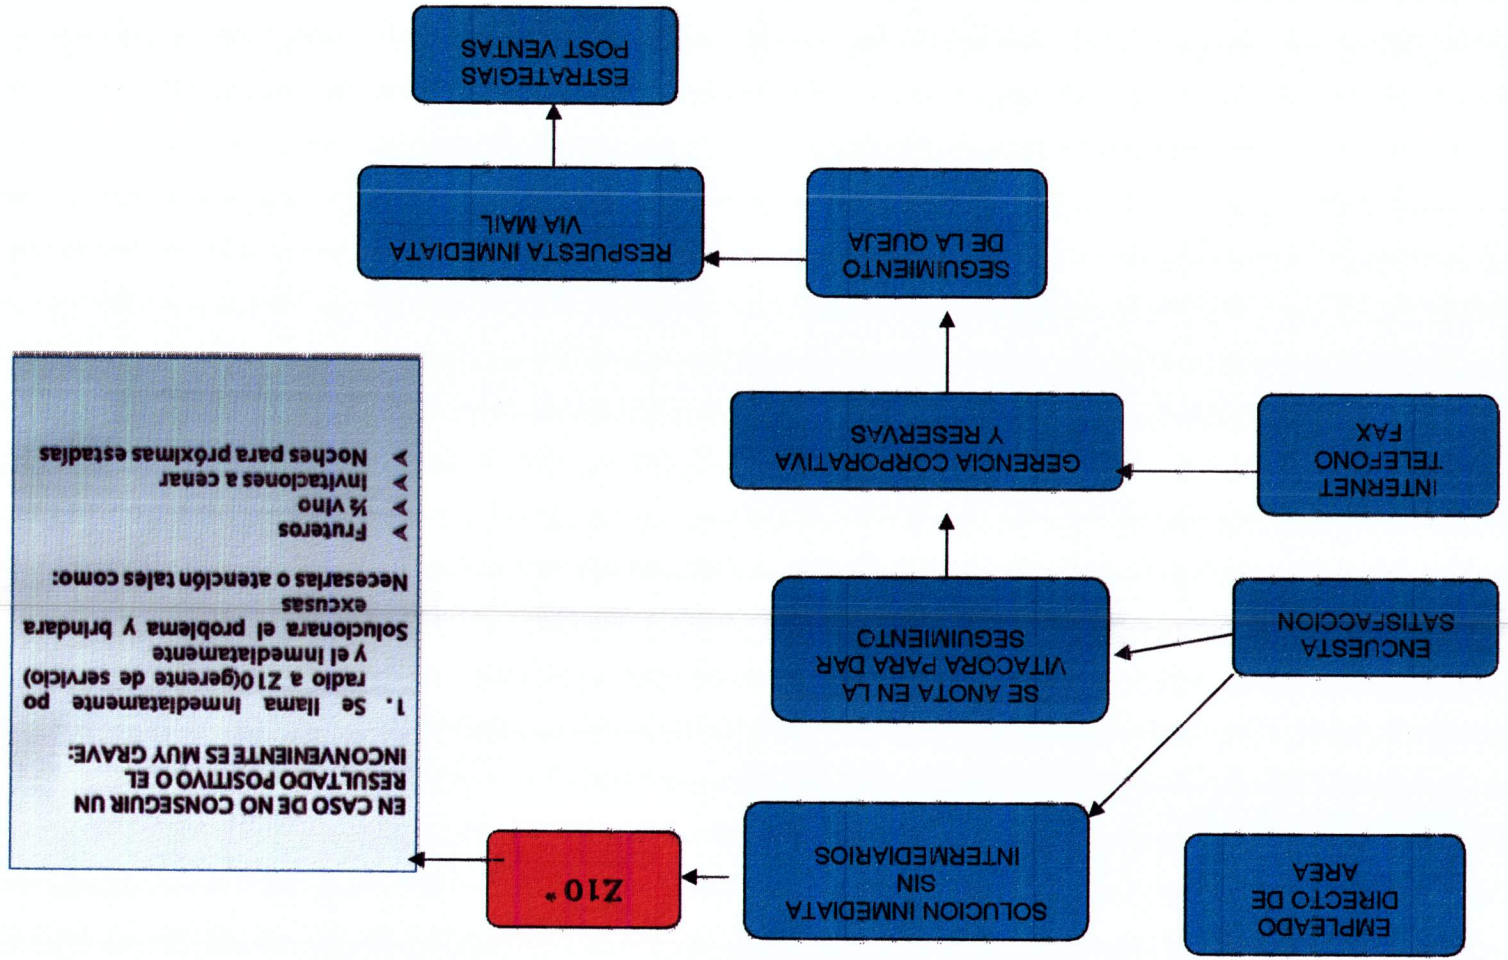 EMPLEADO
DIRECTO DE
AREA
SOLUCION INMEDIATA
SIN
INTERMEDIARIOS
Z10*
EN CASO DE NO CONSEGUIR UN
RESULTADO POSITIVO O EL
INCONVENIENTE ES MUY GRAVE:
1. Se llama Inmediatamente po
radio a Z10(gerente de servicio)
y el Inmediatamente
Solucionara el problema y brindara
excusas
Necesarias o atención tales como:
➤ Fruteros
➤ ½ vino
➤ Invitaciones a cenar
➤ Noches para próximas estadías
ENCUESTA
SATISFACCION
SE ANOTA EN LA
VITACORA PARA DAR
SEGUIMIENTO
INTERNET
TELEFONO
FAX
GERENCIA CORPORATIVA
Y RESERVAS
SEGUIMIENTO
DE LA QUEJA
RESPUESTA INMEDIATA
VIA MAIL
ESTRATEGIAS
POST VENTAS